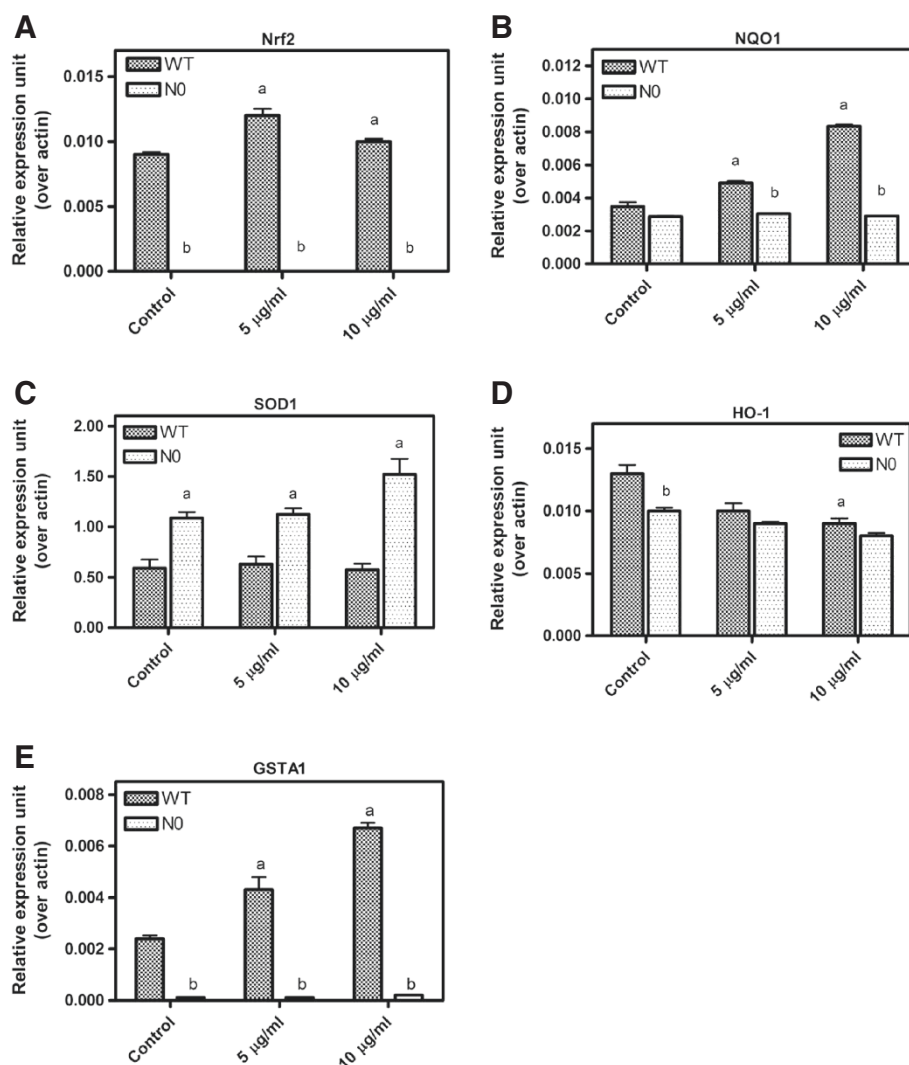 A
Nrf2
Relative expression unit
(over actin)
0.015
0.010
0.005
0.000
WT
N0
a
a
b
b
b
Control
5 µg/ml
10 µg/ml
B
NQO1
Relative expression unit
(over actin)
0.012
0.010
0.008
0.006
0.004
0.002
0.000
WT
N0
a
a
b
b
Control
5 µg/ml
10 µg/ml
C
SOD1
Relative expression unit
(over actin)
2.00
1.50
1.00
0.50
0.00
WT
N0
a
a
a
Control
5 µg/ml
10 µg/ml
D
HO-1
Relative expression unit
(over actin)
0.015
0.010
0.005
0.000
WT
N0
b
a
Control
5 µg/ml
10 µg/ml
E
GSTA1
Relative expression unit
(over actin)
0.008
0.006
0.004
0.002
0.000
WT
N0
a
a
b
b
b
Control
5 µg/ml
10 µg/ml